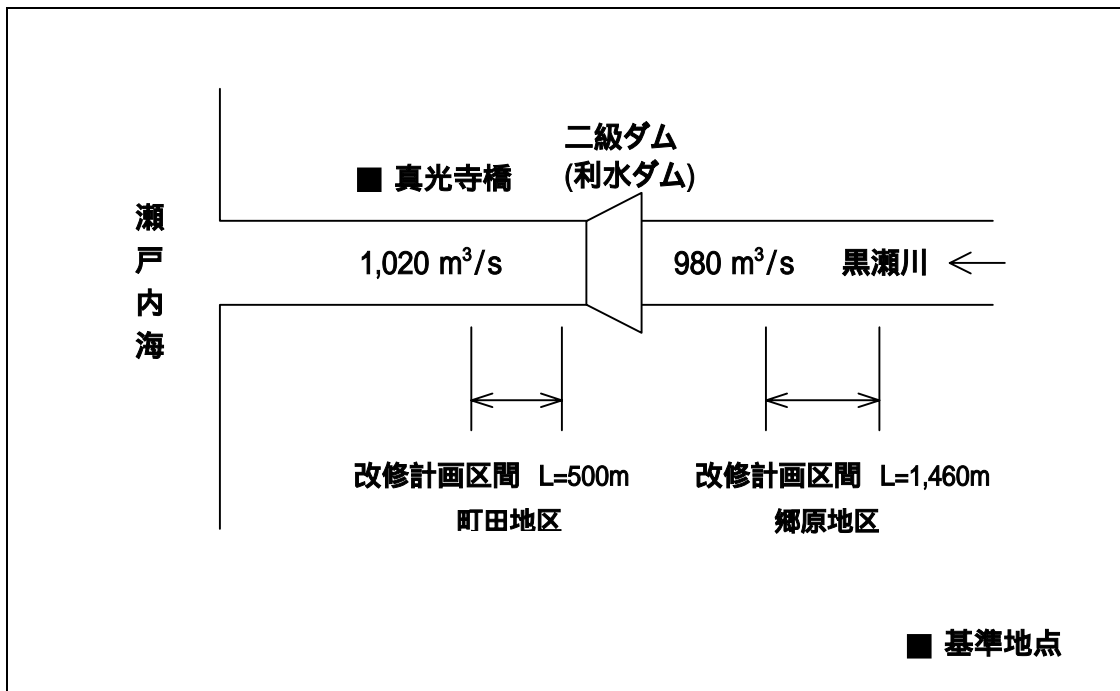 二級ダム
(利水ダム)
■ 真光寺橋
瀬戸内海
1,020 m³/s
980 m³/s
黒瀬川
改修計画区間 L=500m
町田地区
改修計画区間 L=1,460m
郷原地区
■ 基準地点